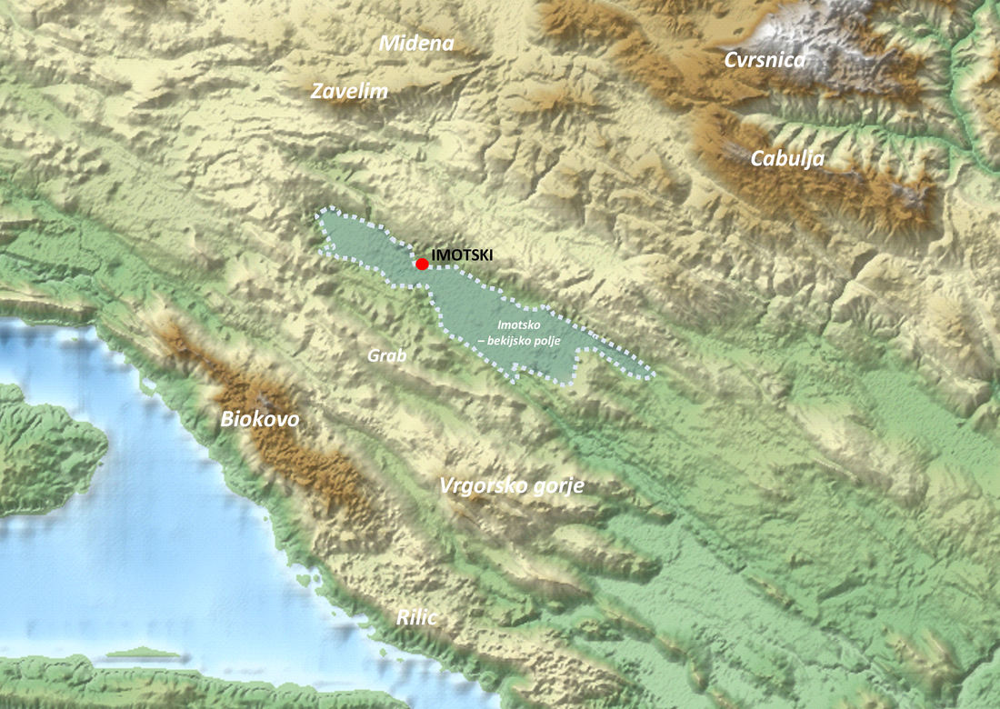 Midena
Cvrsnica
Zavelim
Cabulja
IMOTSKI
Imotsko
– bekijsko polje
Grab
Biokovo
Vrgorsko gorje
Rilic